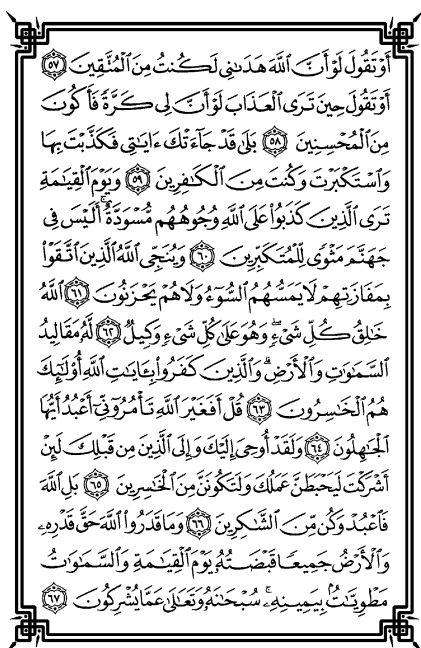 أَوۡ تَقُولَ لَوۡ أَنَّ ٱللَّهَ هَدَىٰنِي لَكُنتُ مِنَ ٱلۡمُتَّقِينَ ٥٧
أَوۡ تَقُولَ حِينَ تَرَى ٱلۡعَذَابَ لَوۡ أَنَّ لِي كَرَّةٗ فَأَكُونَ
مِنَ ٱلۡمُحۡسِنِينَ ٥٨ بَلَىٰ قَدۡ جَآءَتۡكَ ءَايَٰتِي فَكَذَّبۡتَ بِهَا
وَٱسۡتَكۡبَرۡتَ وَكُنتَ مِنَ ٱلۡكَٰفِرِينَ ٥٩ وَيَوۡمَ ٱلۡقِيَٰمَةِ
تَرَى ٱلَّذِينَ كَذَبُواْ عَلَى ٱللَّهِ وُجُوهُهُم مُّسۡوَدَّةٌۚ أَلَيۡسَ فِي
جَهَنَّمَ مَثۡوٗى لِّلۡمُتَكَبِّرِينَ ٦٠ وَيُنَجِّي ٱللَّهُ ٱلَّذِينَ ٱتَّقَوۡاْ
بِمَفَازَتِهِمۡ لَا يَمَسُّهُمُ ٱلسُّوٓءُ وَلَا هُمۡ يَحۡزَنُونَ ٦١ ٱللَّهُ
خَٰلِقُ كُلِّ شَيۡءٖۖ وَهُوَ عَلَىٰ كُلِّ شَيۡءٖ وَكِيلٞ ٦٢ لَّهُۥ مَقَالِيدُ
ٱلسَّمَٰوَٰتِ وَٱلۡأَرۡضِۗ وَٱلَّذِينَ كَفَرُواْ بِـَٔايَٰتِ ٱللَّهِ أُوْلَٰٓئِكَ
هُمُ ٱلۡخَٰسِرُونَ ٦٣ قُلۡ أَفَغَيۡرَ ٱللَّهِ تَأۡمُرُوٓنِّيٓ أَعۡبُدُ أَيُّهَا
ٱلۡجَٰهِلُونَ ٦٤ وَلَقَدۡ أُوحِيَ إِلَيۡكَ وَإِلَى ٱلَّذِينَ مِن قَبۡلِكَ لَئِنۡ
أَشۡرَكۡتَ لَيَحۡبَطَنَّ عَمَلُكَ وَلَتَكُونَنَّ مِنَ ٱلۡخَٰسِرِينَ ٦٥ بَلِ ٱللَّهَ
فَٱعۡبُدۡ وَكُن مِّنَ ٱلشَّٰكِرِينَ ٦٦ وَمَا قَدَرُواْ ٱللَّهَ حَقَّ قَدۡرِهِۦ
وَٱلۡأَرۡضُ جَمِيعٗا قَبۡضَتُهُۥ يَوۡمَ ٱلۡقِيَٰمَةِ وَٱلسَّمَٰوَٰتُ
مَطۡوِيَّٰتُۢ بِيَمِينِهِۦۚ سُبۡحَٰنَهُۥ وَتَعَٰلَىٰ عَمَّا يُشۡرِكُونَ ٦٧